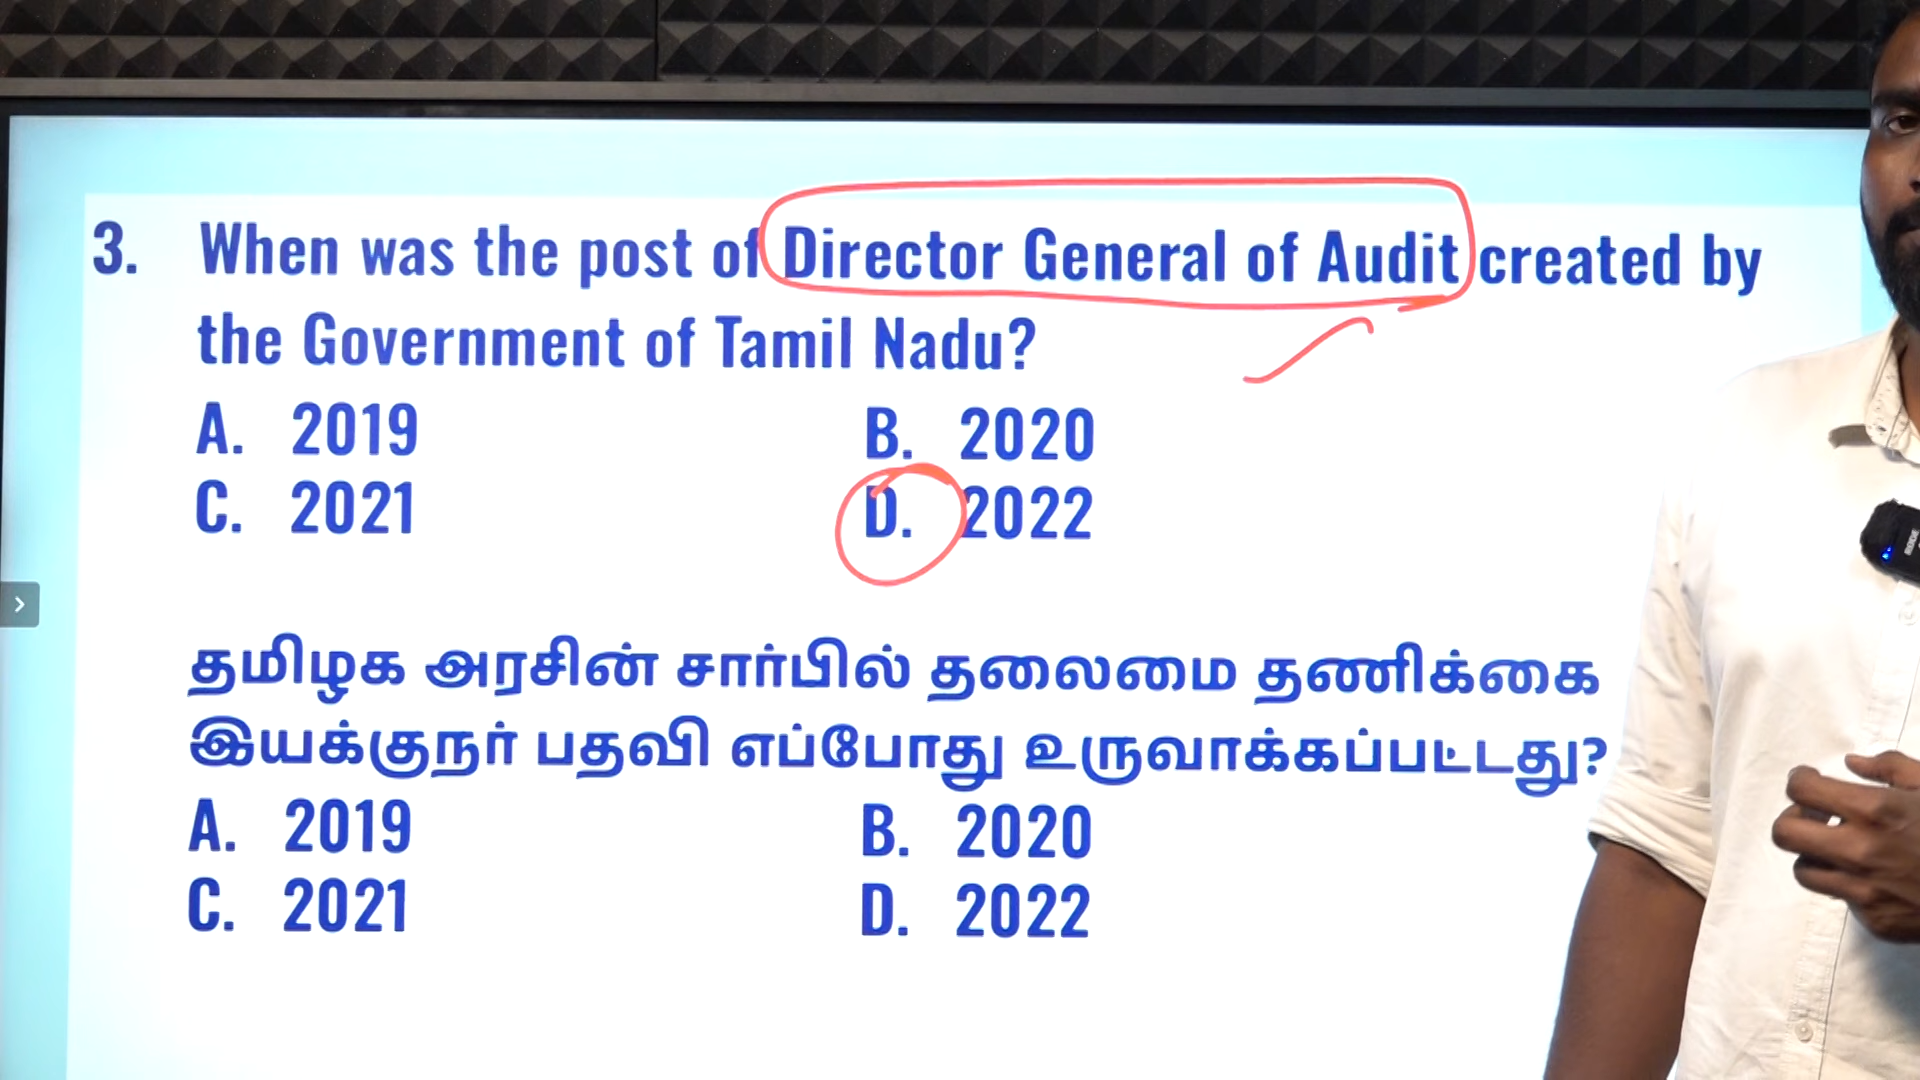 3. When was the post of Director General of Audit created by
the Government of Tamil Nadu?
A. 2019 B. 2020
C. 2021 D. 2022
தமிழக அரசின் சார்பில் தலைமை தணிக்கை
இயக்குநர் பதவி எப்போது உருவாக்கப்பட்டது?
A. 2019 B. 2020
C. 2021 D. 2022